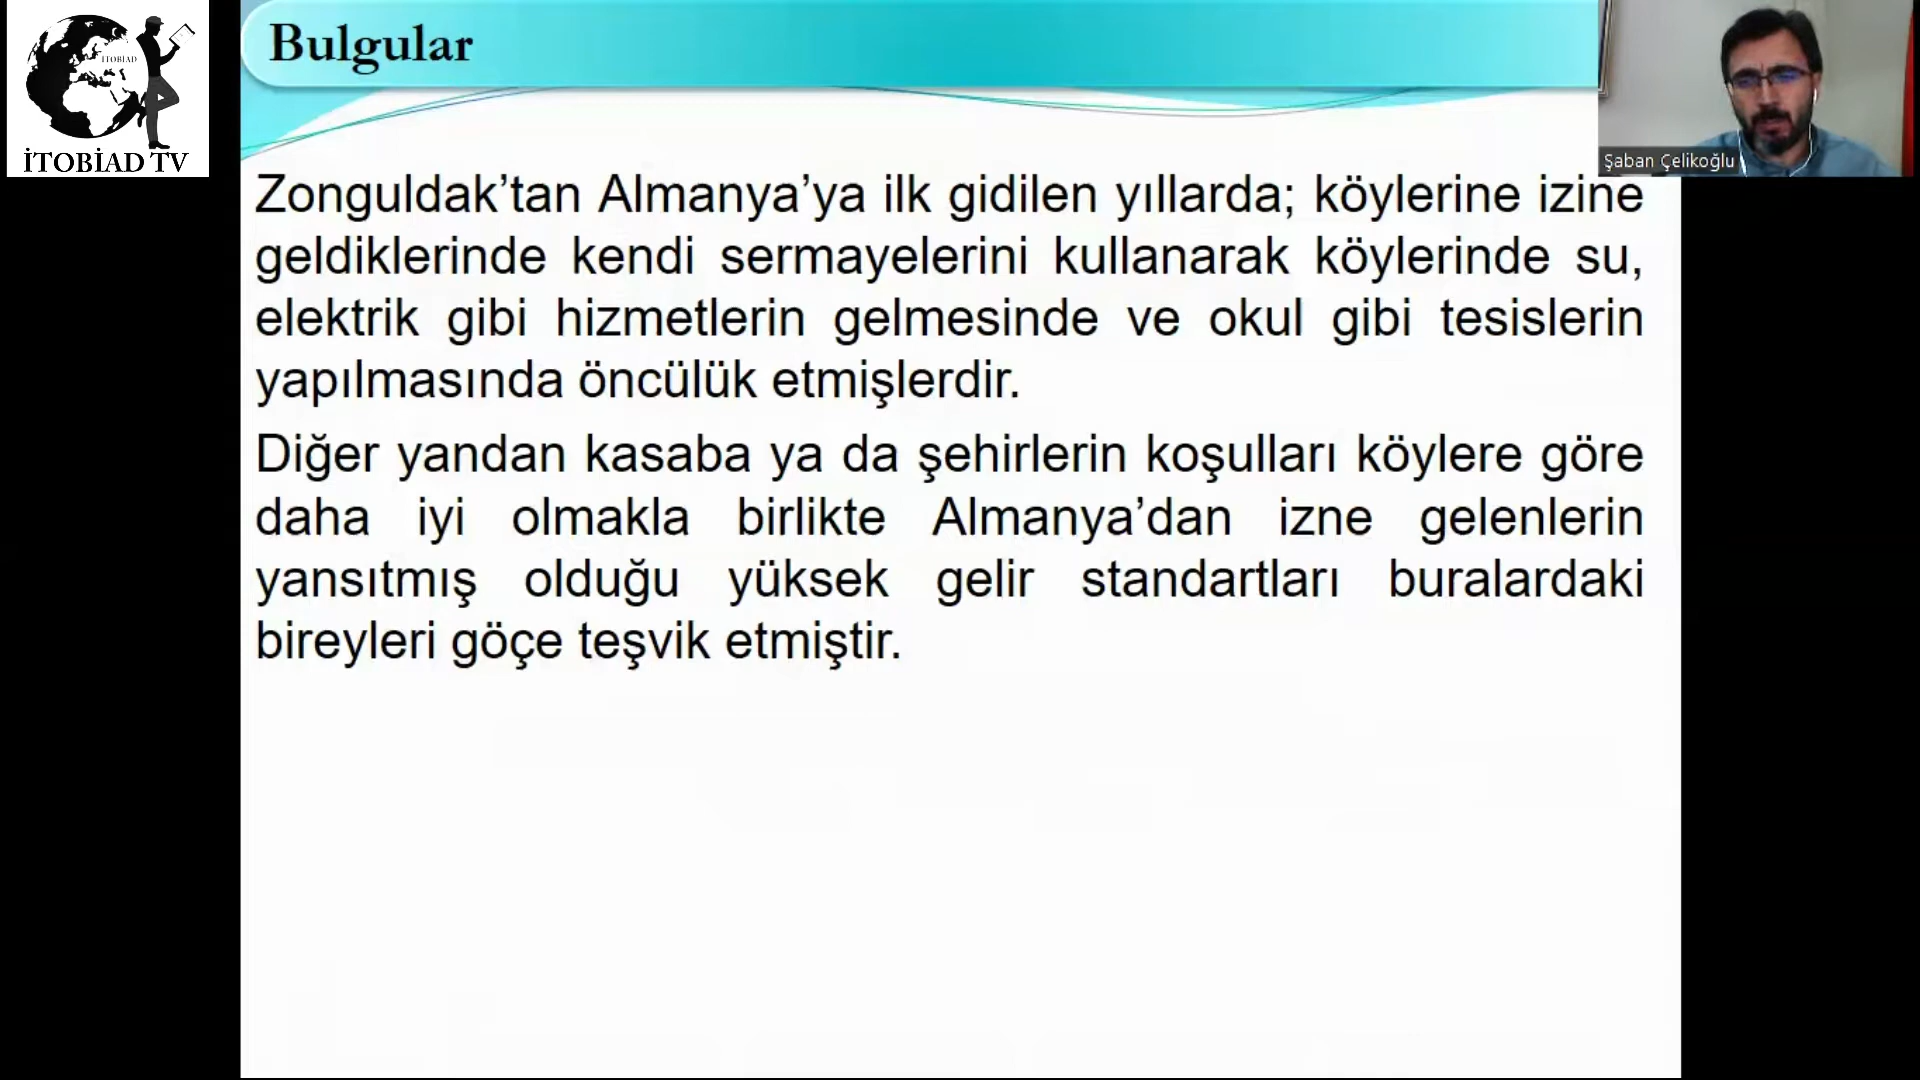 Bulgular
İTOBİAD
İTOBİAD TV
Şaban Çelikoğlu
Zonguldak’tan Almanya’ya ilk gidilen yıllarda; köylerine izine
geldiklerinde kendi sermayelerini kullanarak köylerinde su,
elektrik gibi hizmetlerin gelmesinde ve okul gibi tesislerin
yapılmasında öncülük etmişlerdir.
Diğer yandan kasaba ya da şehirlerin koşulları köylere göre
daha iyi olmakla birlikte Almanya’dan izne gelenlerin
yansıtmış olduğu yüksek gelir standartları buralardaki
bireyleri göçe teşvik etmiştir.